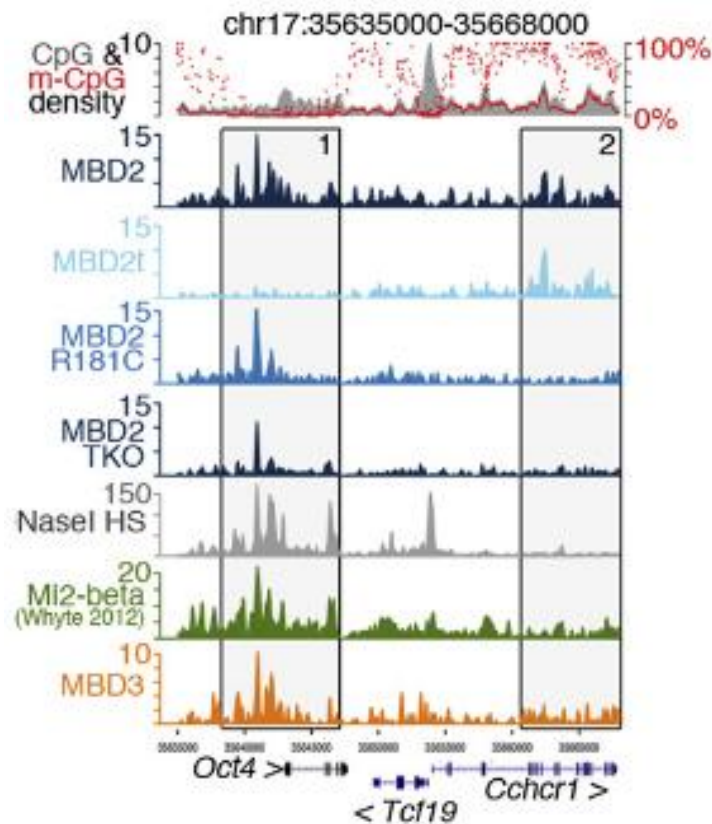 chr17:35635000-35668000
CpG & 10 100%
m-CpG
density 0%
15 1 2
MBD2
15
MBD2t
15
MBD2
R181C
15
MBD2
TKO
150
NaseI HS
20
Mi2-beta
(Whyte 2012)
10
MBD3
Oct4 >
< Tcf19
Cchcr1 >